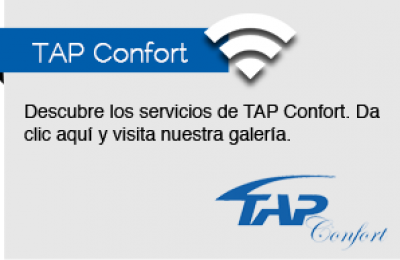 TAP Confort
Descubre los servicios de TAP Confort. Da
clic aquí y visita nuestra galería.
TAP
Confort